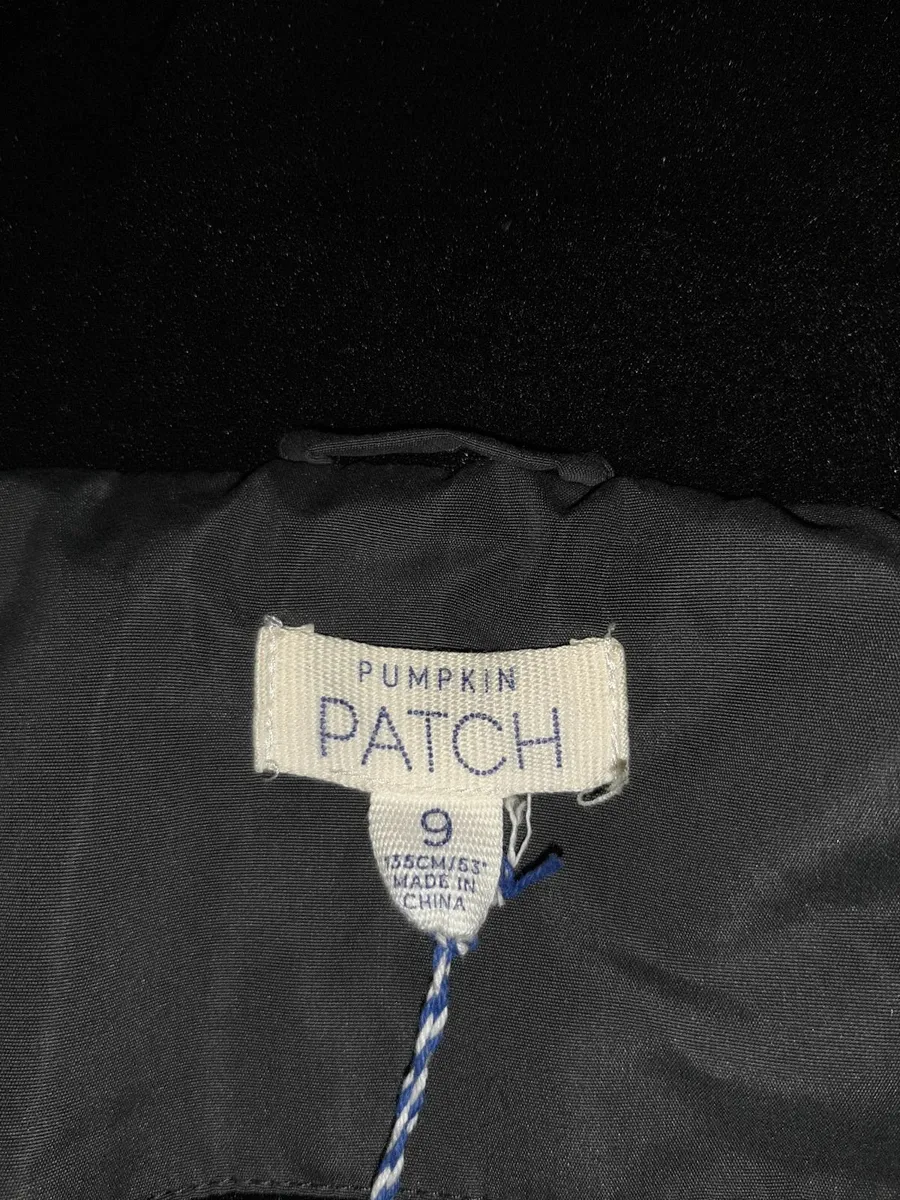 PUMPKIN
PATCH
9
135CM/53"
MADE IN
CHINA